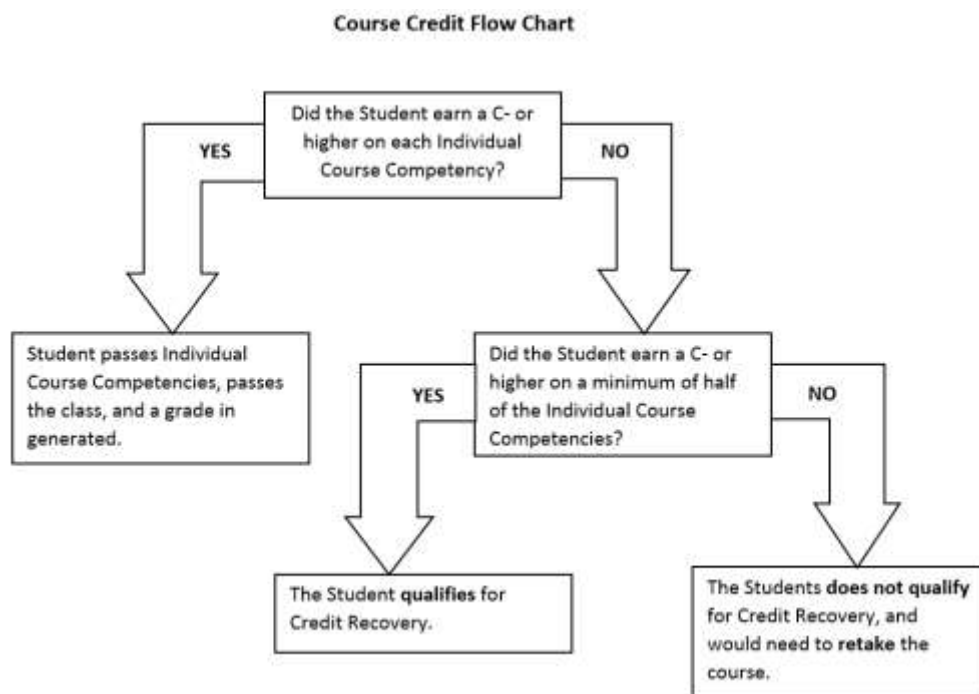 Course Credit Flow Chart
Did the Student earn a C- or
higher on each Individual
Course Competency?
YES
NO
Student passes Individual
Course Competencies, passes
the class, and a grade in
generated.
Did the Student earn a C- or
higher on a minimum of half
of the Individual Course
Competencies?
YES
NO
The Student qualifies for
Credit Recovery.
The Students does not qualify
for Credit Recovery, and
would need to retake the
course.